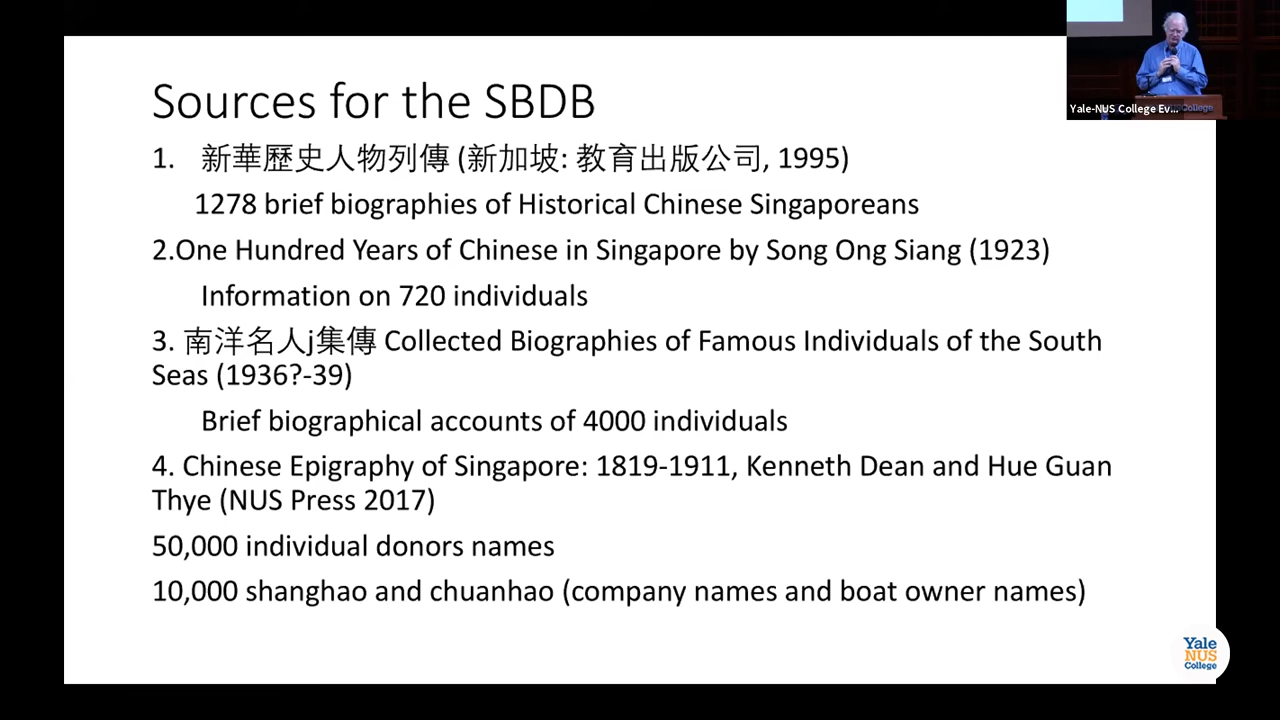 Sources for the SBDB
1. 新華歷史人物列傳 (新加坡: 教育出版公司, 1995)
1278 brief biographies of Historical Chinese Singaporeans
2.One Hundred Years of Chinese in Singapore by Song Ong Siang (1923)
Information on 720 individuals
3. 南洋名人j集傳 Collected Biographies of Famous Individuals of the South
Seas (1936?-39)
Brief biographical accounts of 4000 individuals
4. Chinese Epigraphy of Singapore: 1819-1911, Kenneth Dean and Hue Guan
Thye (NUS Press 2017)
50,000 individual donors names
10,000 shanghao and chuanhao (company names and boat owner names)
Yale-NUS College Ev...
College
Yale
NUS
College